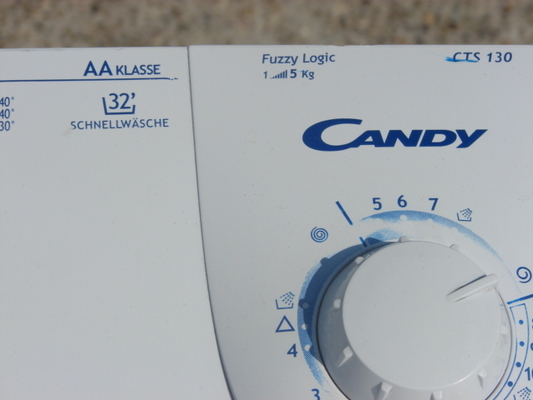 AA KLASSE
40°
40°
30°
32'
SCHNELLWÄSCHE
Fuzzy Logic
1 5 Kg
CTS 130
CANDY
5 6 7
4
3